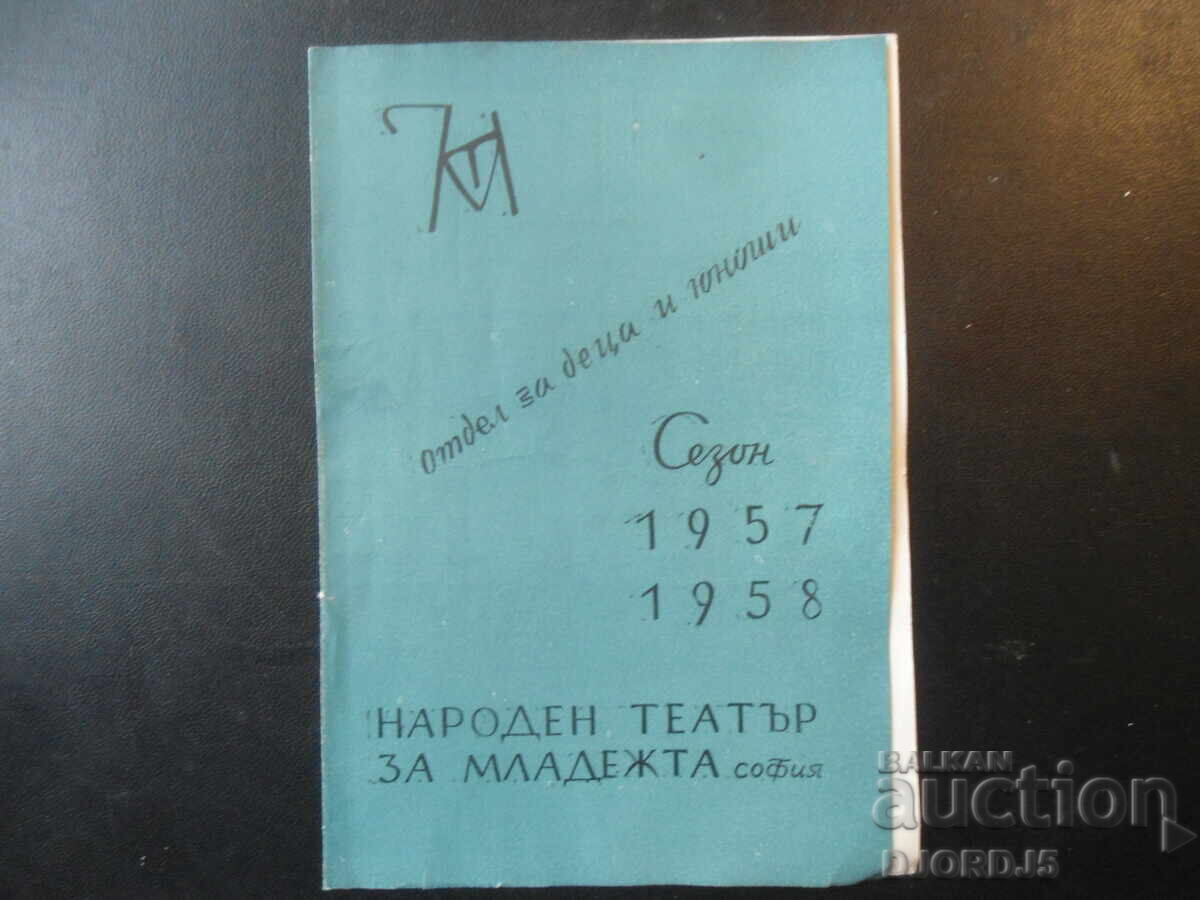 отдел за деца и юноши
Сезон
1957
1958
НАРОДЕН ТЕАТЪР
ЗА МЛАДЕЖТА софия
BALKAN
auction
DJORDJ5